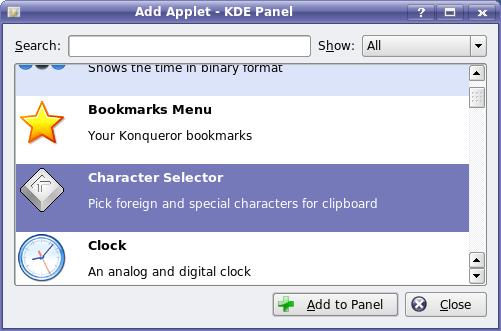 Add Applet - KDE Panel
Search:
Show: All
Shows the time in binary format
Bookmarks Menu
Your Konqueror bookmarks
Character Selector
Pick foreign and special characters for clipboard
Clock
An analog and digital clock
Add to Panel
Close